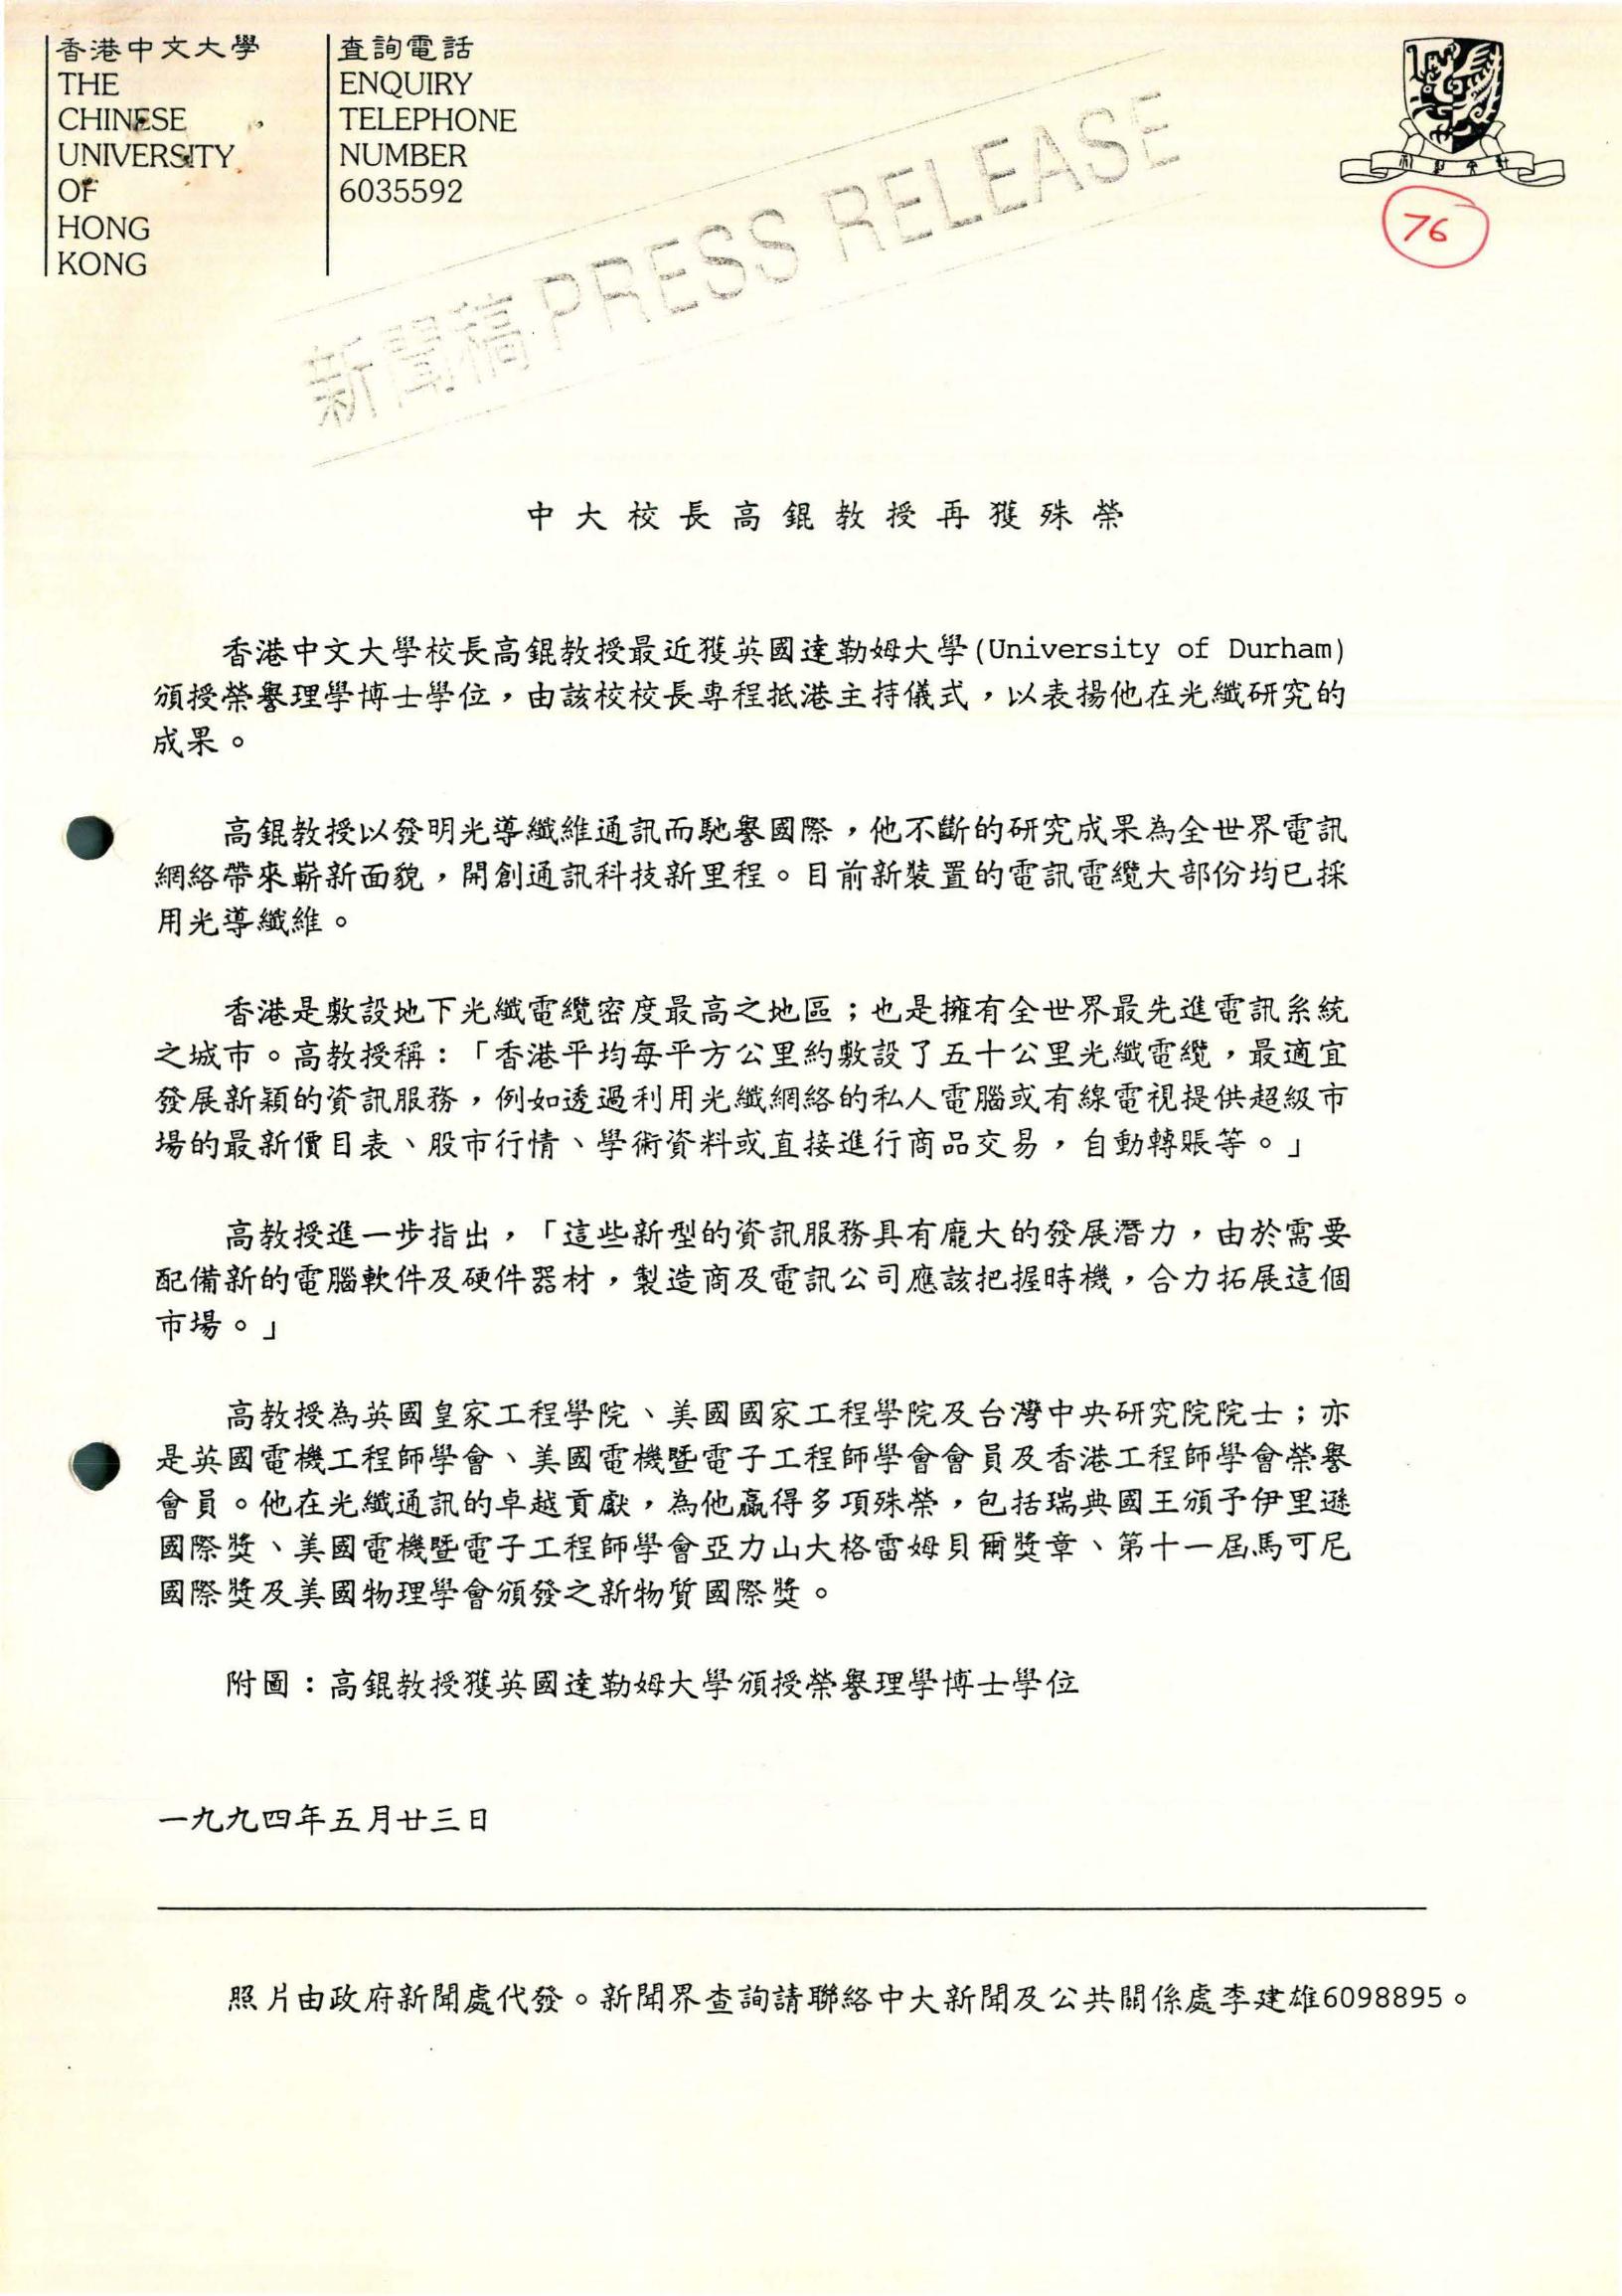 香港中文大學
THE
CHINESE
UNIVERSITY
OF
HONG
KONG
查詢電話
ENQUIRY
TELEPHONE
NUMBER
6035592
76
新聞稿 PRESS RELEASE
中大校長高錕教授再獲殊榮
香港中文大學校長高錕教授最近獲英國達勒姆大學(University of Durham)
頒授榮譽理學博士學位，由該校校長專程抵港主持儀式，以表揚他在光纖研究的
成果。
高錕教授以發明光導纖維通訊而馳譽國際，他不斷的研究成果為全世界電訊
網絡帶來嶄新面貌，開創通訊科技新里程。目前新裝置的電訊電纜大部份均已採
用光導纖維。
香港是敷設地下光纖電纜密度最高之地區；也是擁有全世界最先進電訊系統
之城市。高教授稱：「香港平均每平方公里約敷設了五十公里光纖電纜，最適宜
發展新穎的資訊服務，例如透過利用光纖網絡的私人電腦或有線電視提供超級市
場的最新價目表、股市行情、學術資料或直接進行商品交易，自動轉賬等。」
高教授進一步指出，「這些新型的資訊服務具有龐大的發展潛力，由於需要
配備新的電腦軟件及硬件器材，製造商及電訊公司應該把握時機，合力拓展這個
市場。」
高教授為英國皇家工程學院、美國國家工程學院及台灣中央研究院院士；亦
是英國電機工程師學會、美國電機暨電子工程師學會會員及香港工程師學會榮譽
會員。他在光纖通訊的卓越貢獻，為他贏得多項殊榮，包括瑞典國王頒予伊里遜
國際獎、美國電機暨電子工程師學會亞力山大格雷姆貝爾獎章、第十一屆馬可尼
國際獎及美國物理學會頒發之新物質國際獎。
附圖：高錕教授獲英國達勒姆大學頒授榮譽理學博士學位
一九九四年五月廿三日
照片由政府新聞處代發。新聞界查詢請聯絡中大新聞及公共關係處李建雄6098895。